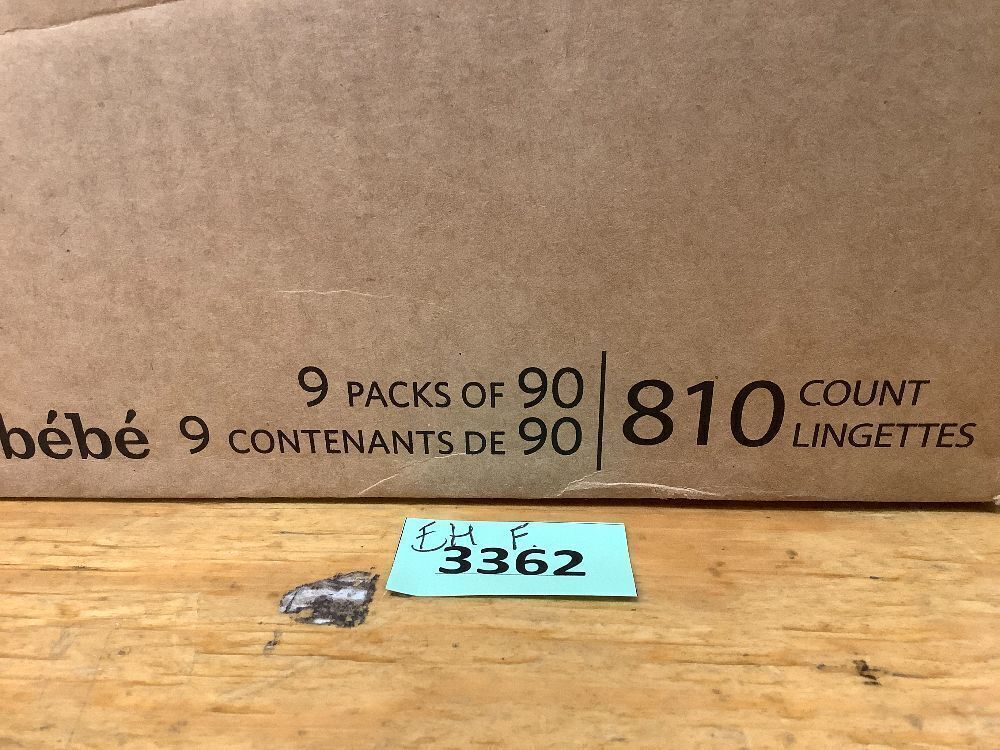 9 PACKS OF 90
bébé 9 CONTENANTS DE 90
810 COUNT
LINGETTES
EH F.
3362